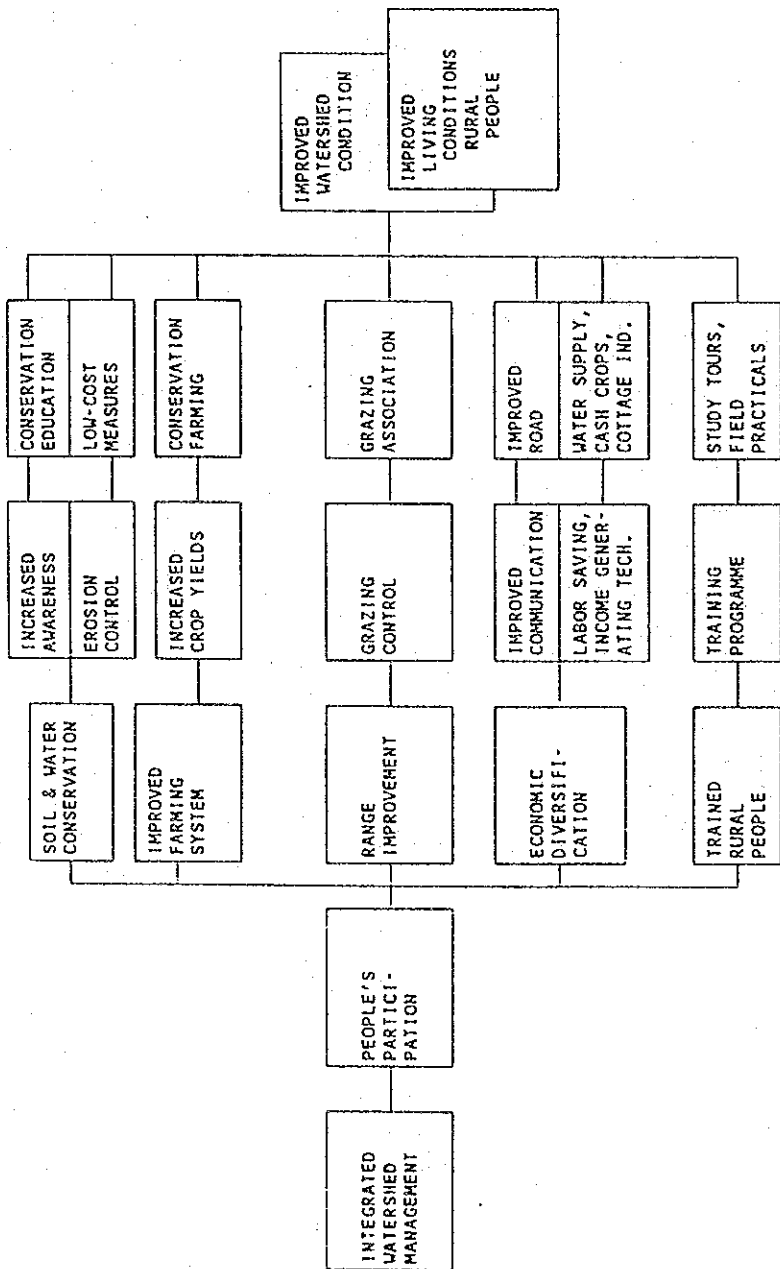 INTEGRATED
WATERSHED
MANAGEMENT
PEOPLE'S
PARTICI-
PATION
SOIL & WATER
CONSERVATION
IMPROVED
FARMING
SYSTEM
RANGE
IMPROVEMENT
ECONOMIC
DIVERSIFI-
CATION
TRAINED
RURAL
PEOPLE
INCREASED
AWARENESS
EROSION
CONTROL
INCREASED
CROP YIELDS
GRAZING
CONTROL
IMPROVED
COMMUNICATION
LABOR SAVING,
INCOME GENER-
ATING TECH.
TRAINING
PROGRAMME
CONSERVATION
EDUCATION
LOW-COST
MEASURES
CONSERVATION
FARMING
GRAZING
ASSOCIATION
IMPROVED
ROAD
WATER SUPPLY,
CASH CROPS,
COTTAGE IND.
STUDY TOURS,
FIELD
PRACTICALS
IMPROVED
WATERSHED
CONDITION
IMPROVED
LIVING
CONDITIONS
RURAL
PEOPLE